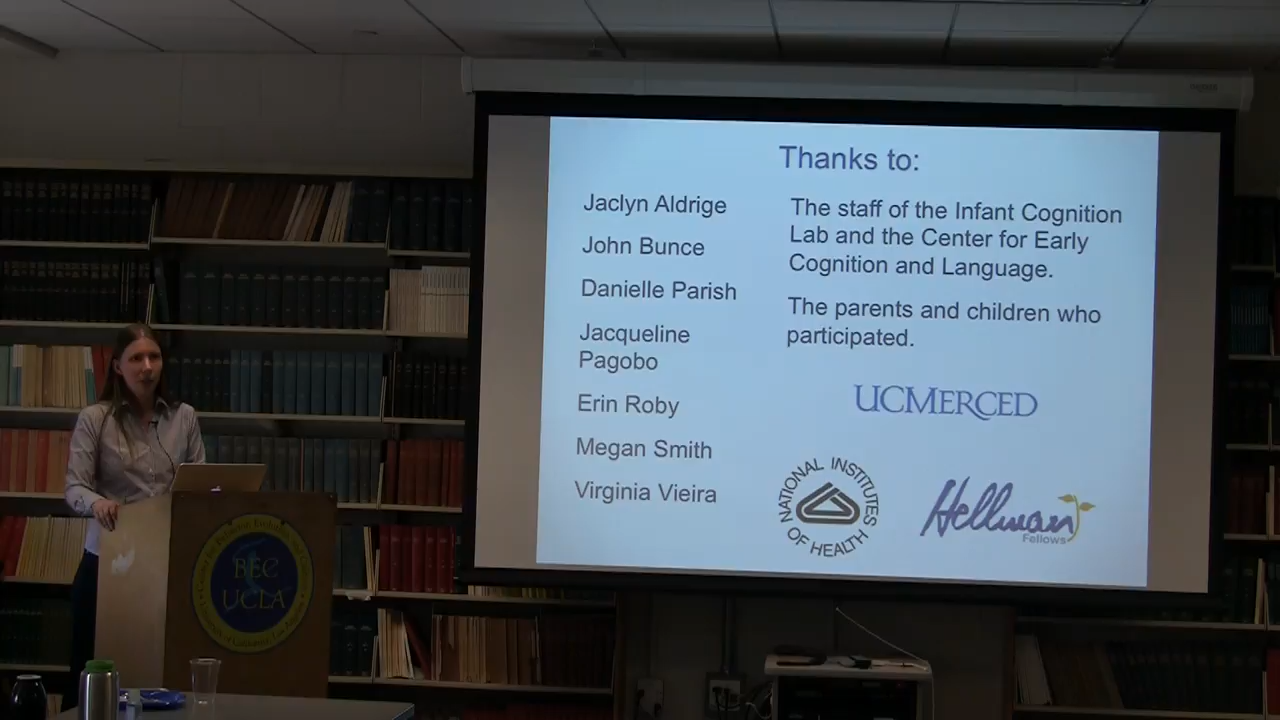 Thanks to:
Jaclyn Aldrige
John Bunce
Danielle Parish
Jacqueline
Pagobo
Erin Roby
Megan Smith
Virginia Vieira
The staff of the Infant Cognition
Lab and the Center for Early
Cognition and Language.
The parents and children who
participated.
UCMERCED
NATIONAL INSTITUTES
OF HEALTH
Hellman
Fellows
BEC
UCLA